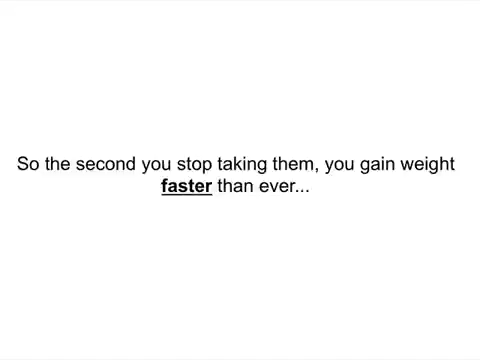 So the second you stop taking them, you gain weight
faster than ever...